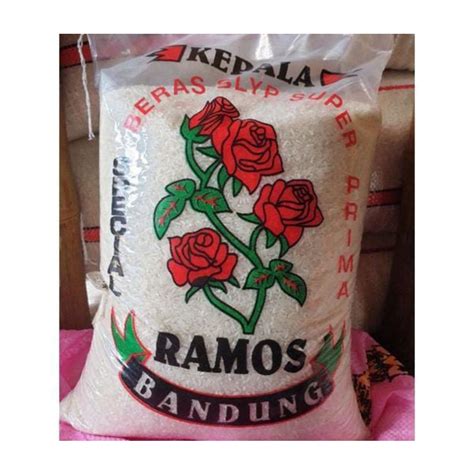 KEPALA
BERAS SLYP SUPER
SPECIAL
PRIMA
RAMOS
BANDUNG